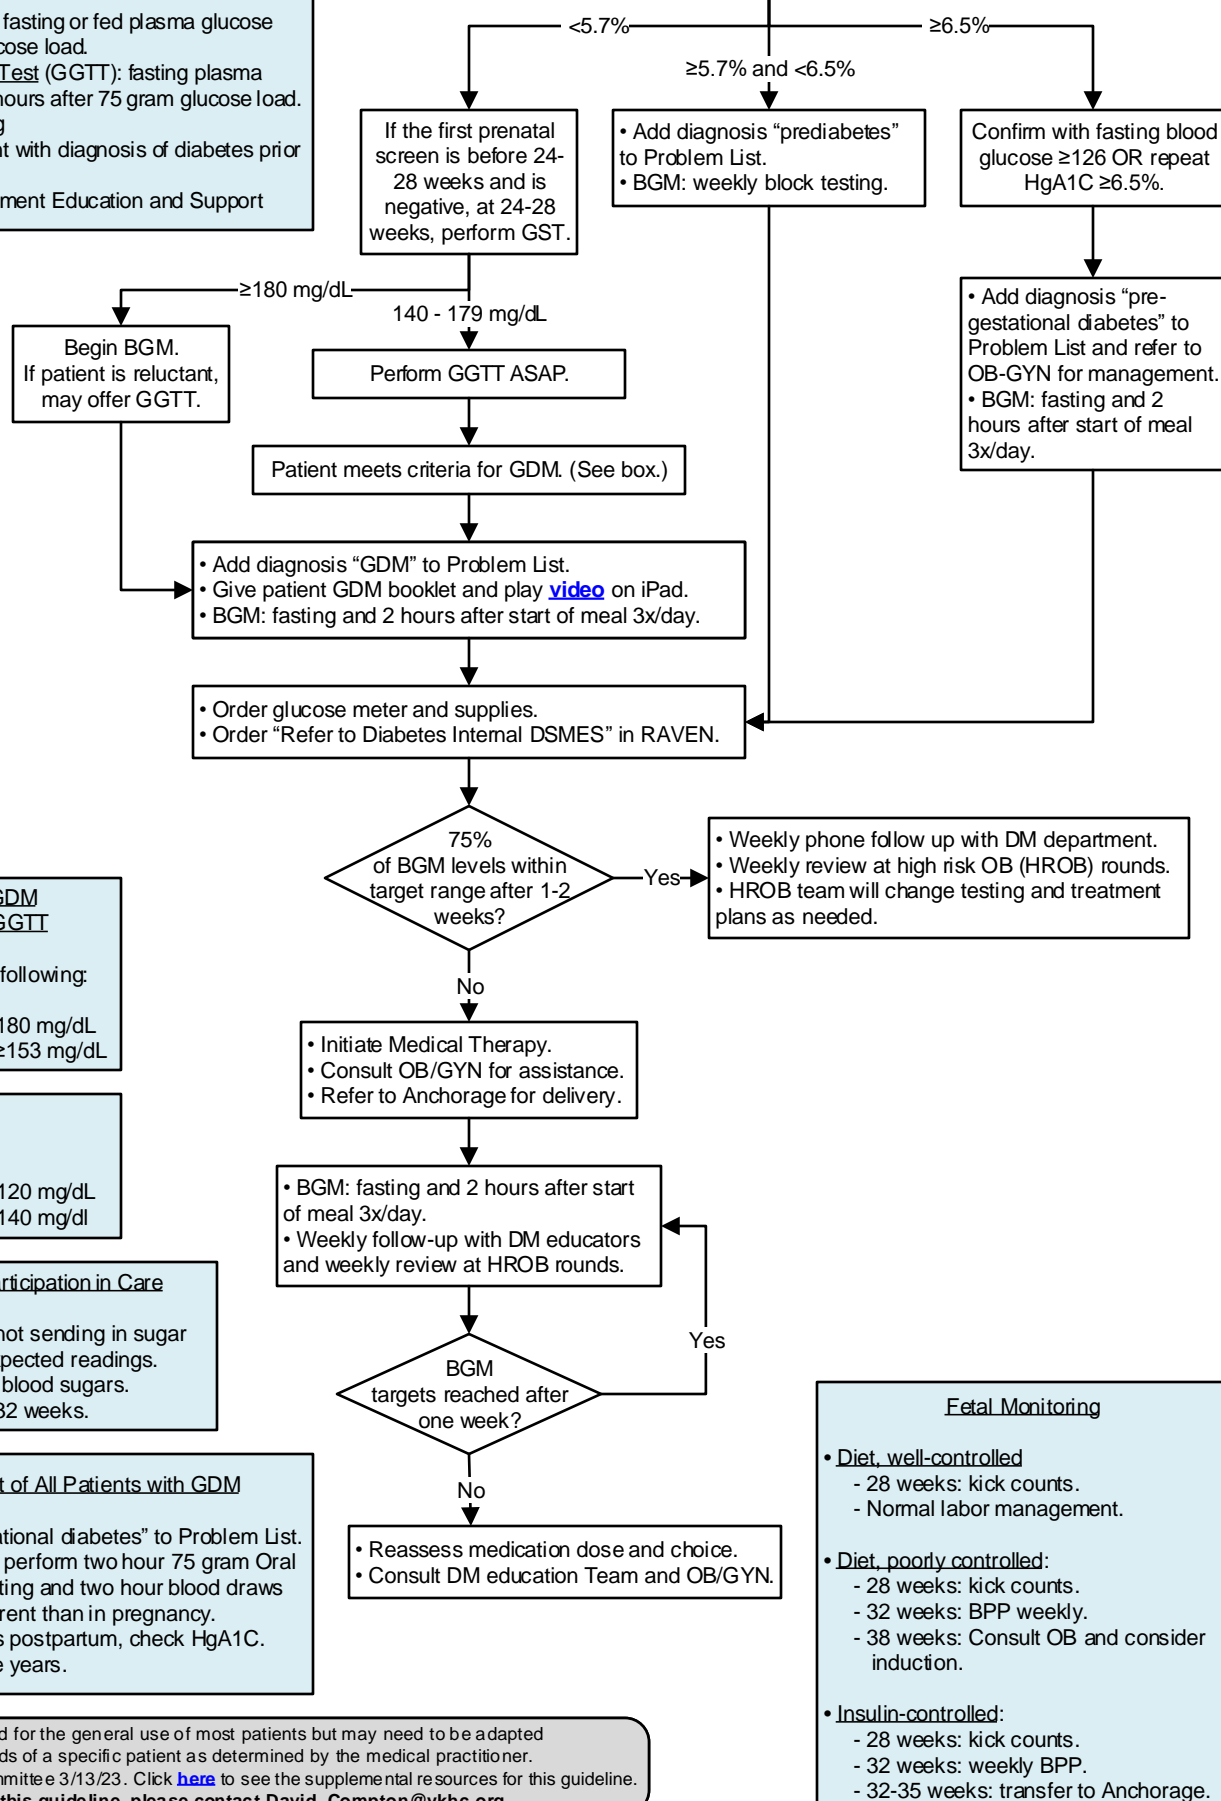 fasting or fed plasma glucose
cose load.
Test (GGTT): fasting plasma
hours after 75 gram glucose load.
g
nt with diagnosis of diabetes prior
ment Education and Support
<5.7%
≥5.7% and <6.5%
≥6.5%
If the first prenatal
screen is before 24-
28 weeks and is
negative, at 24-28
weeks, perform GST.
• Add diagnosis “prediabetes”
to Problem List.
• BGM: weekly block testing.
Confirm with fasting blood
glucose ≥126 OR repeat
HgA1C ≥6.5%.
≥180 mg/dL
140 - 179 mg/dL
Begin BGM.
If patient is reluctant,
may offer GGTT.
Perform GGTT ASAP.
• Add diagnosis “pre-
gestational diabetes” to
Problem List and refer to
OB-GYN for management.
• BGM: fasting and 2
hours after start of meal
3x/day.
Patient meets criteria for GDM. (See box.)
• Add diagnosis “GDM” to Problem List.
• Give patient GDM booklet and play video on iPad.
• BGM: fasting and 2 hours after start of meal 3x/day.
• Order glucose meter and supplies.
• Order “Refer to Diabetes Internal DSMES” in RAVEN.
75%
of BGM levels within
target range after 1-2
weeks?
Yes
• Weekly phone follow up with DM department.
• Weekly review at high risk OB (HROB) rounds.
• HROB team will change testing and treatment
plans as needed.
No
GDM
GGTT
following:
180 mg/dL
≥153 mg/dL
• Initiate Medical Therapy.
• Consult OB/GYN for assistance.
• Refer to Anchorage for delivery.
120 mg/dL
140 mg/dl
• BGM: fasting and 2 hours after start
of meal 3x/day.
• Weekly follow-up with DM educators
and weekly review at HROB rounds.
articipation in Care
not sending in sugar
pected readings.
blood sugars.
32 weeks.
Yes
BGM
targets reached after
one week?
No
• Reassess medication dose and choice.
• Consult DM education Team and OB/GYN.
t of All Patients with GDM
ational diabetes” to Problem List.
perform two hour 75 gram Oral
ting and two hour blood draws
rent than in pregnancy.
s postpartum, check HgA1C.
e years.
Fetal Monitoring
• Diet, well-controlled
- 28 weeks: kick counts.
- Normal labor management.
• Diet, poorly controlled:
- 28 weeks: kick counts.
- 32 weeks: BPP weekly.
- 38 weeks: Consult OB and consider
induction.
• Insulin-controlled:
- 28 weeks: kick counts.
- 32 weeks: weekly BPP.
- 32-35 weeks: transfer to Anchorage.
d for the general use of most patients but may need to be adapted
ds of a specific patient as determined by the medical practitioner.
mmittee 3/13/23. Click here to see the supplemental resources for this guideline.
this guideline, please contact David_Compton@ykhc.org